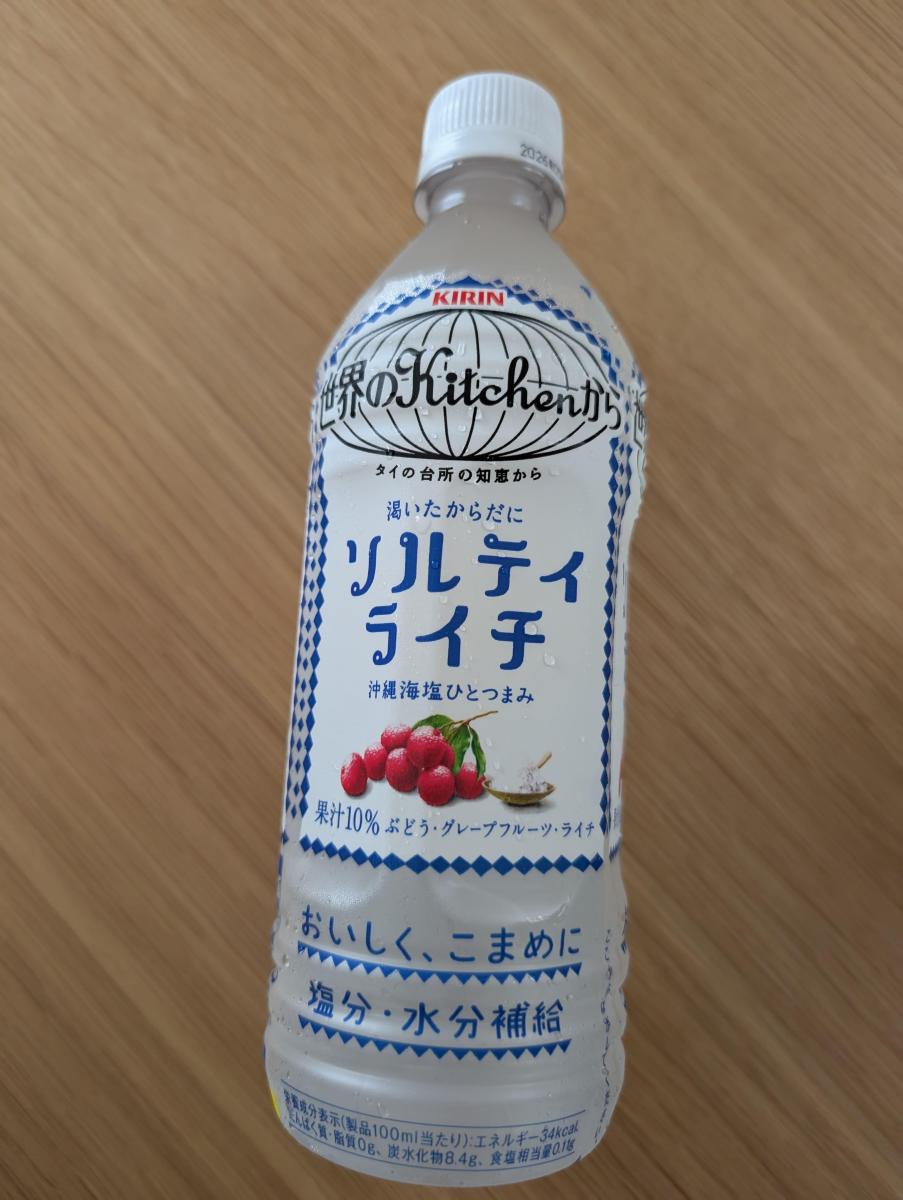 2026
KIRIN
世界のKitchenから
タイの台所の知恵から
渇いたからだに
ソルティ
ライチ
沖縄海塩ひとつまみ
果汁10% ぶどう・グレープフルーツ・ライチ
おいしく、こまめに
塩分・水分補給
栄養成分表示(製品100ml当たり):エネルギー34kcal、
たんぱく質・脂質0g、炭水化物8.4g、食塩相当量0.1g